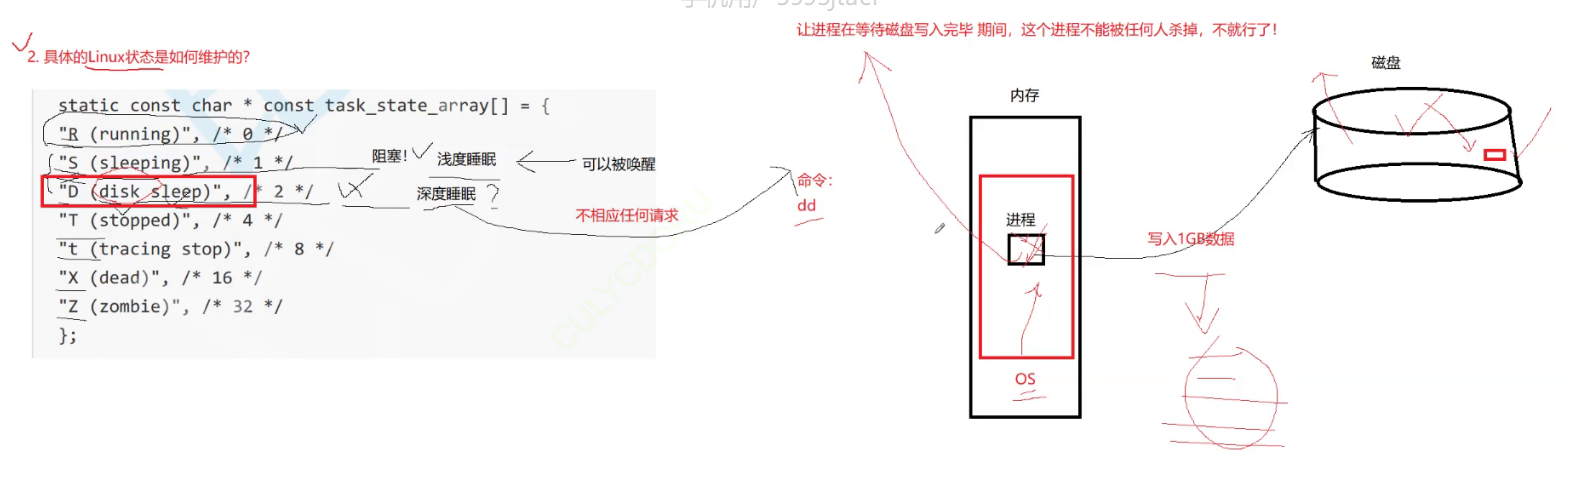 让进程在等待磁盘写入完毕 期间，这个进程不能被任何人杀掉，不就行了！
2. 具体的Linux状态是如何维护的？
static const char * const task_state_array[] = {
"R (running)", /* 0 */
"S (sleeping)", /* 1 */
阻塞！
浅度睡眠
可以被唤醒
"D (disk sleep)", /* 2 */
深度睡眠
?
不相应任何请求
命令：
dd
"T (stopped)", /* 4 */
"t (tracing stop)", /* 8 */
"X (dead)", /* 16 */
"Z (zombie)", /* 32 */
};
内存
进程
OS
写入1GB数据
磁盘